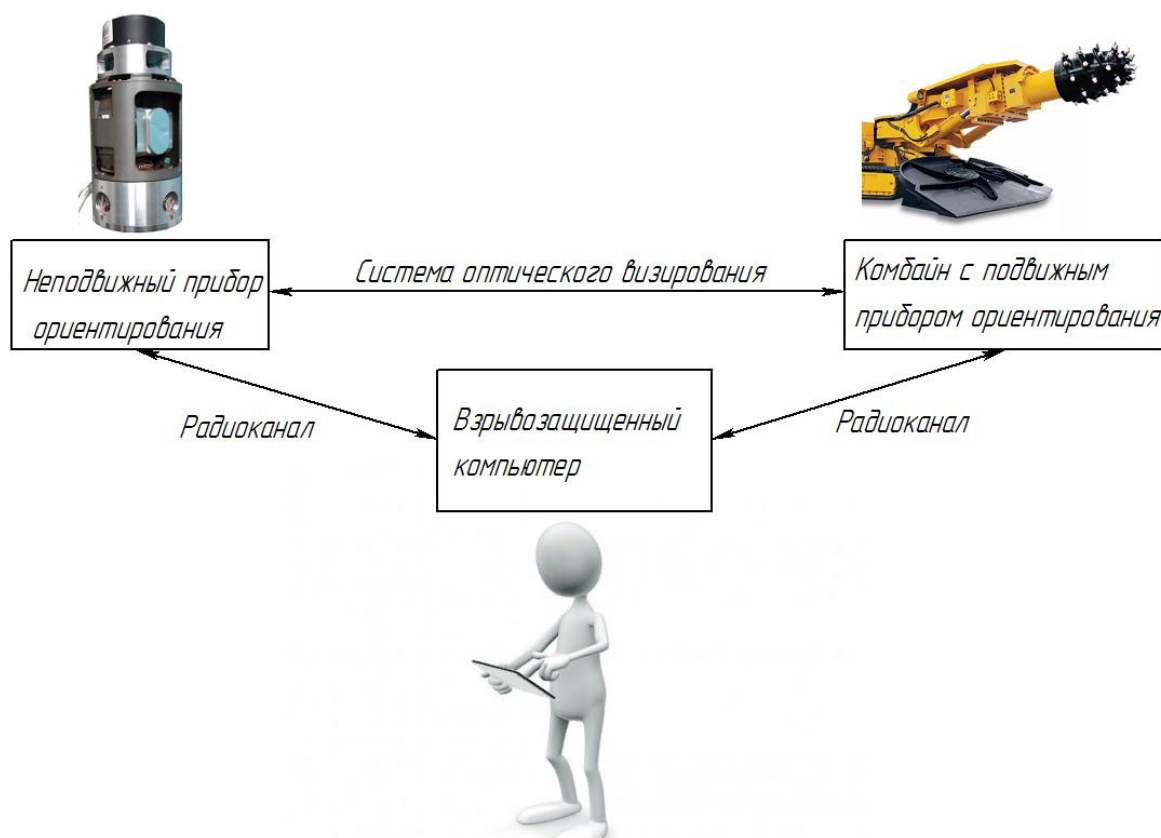 Неподвижный прибор
ориентирования
Система оптического визирования
Комбайн с подвижным
прибором ориентирования
Радиоканал
Взрывозащищенный
компьютер
Радиоканал